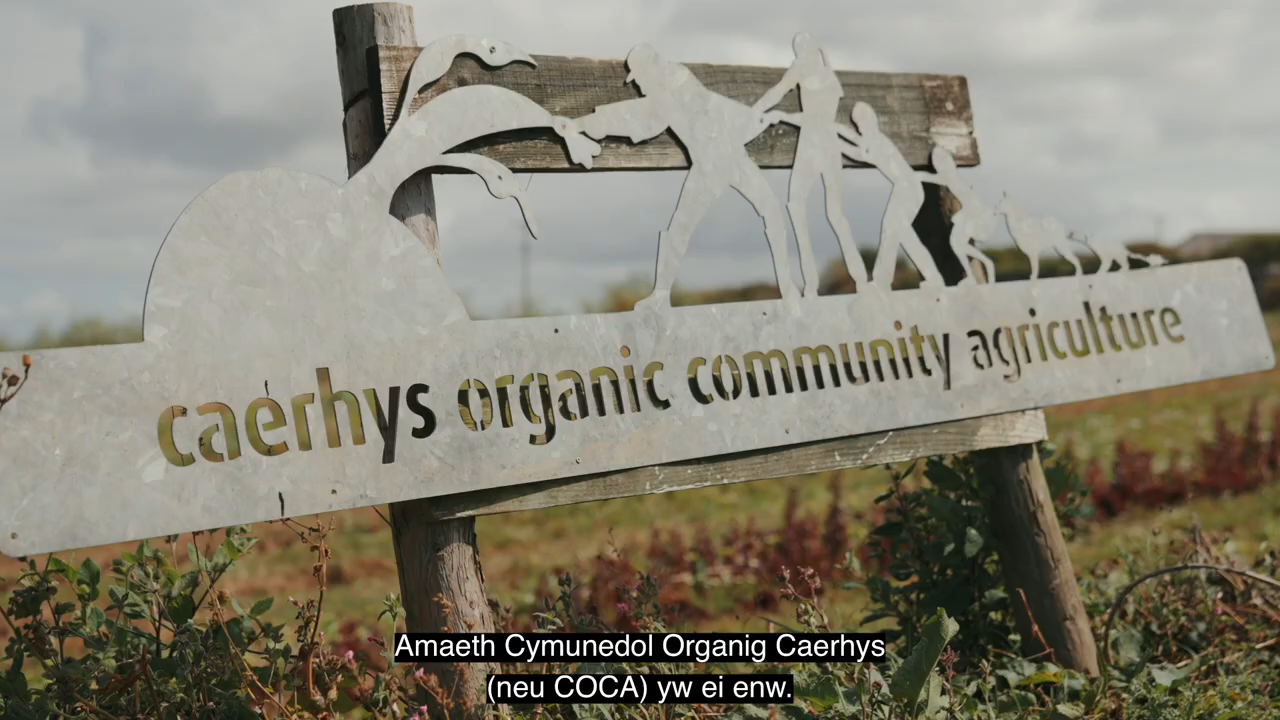 caerhys organic community agriculture
Amaeth Cymunedol Organig Caerhys
(neu COCA) yw ei enw.